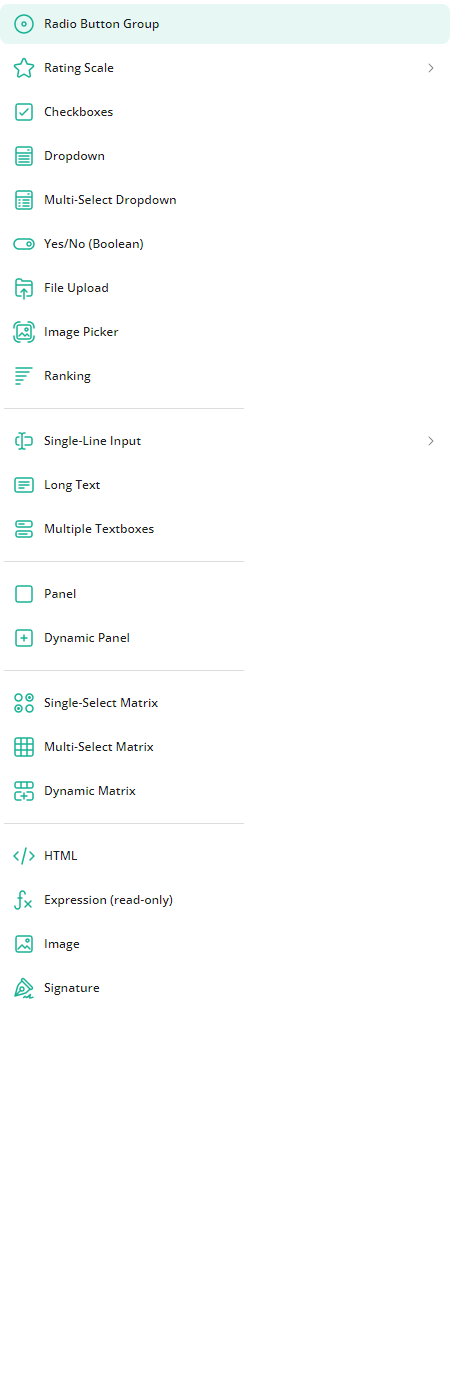 Radio Button Group
Rating Scale
Checkboxes
Dropdown
Multi-Select Dropdown
Yes/No (Boolean)
File Upload
Image Picker
Ranking
Single-Line Input
Long Text
Multiple Textboxes
Panel
Dynamic Panel
Single-Select Matrix
Multi-Select Matrix
Dynamic Matrix
HTML
Expression (read-only)
Image
Signature